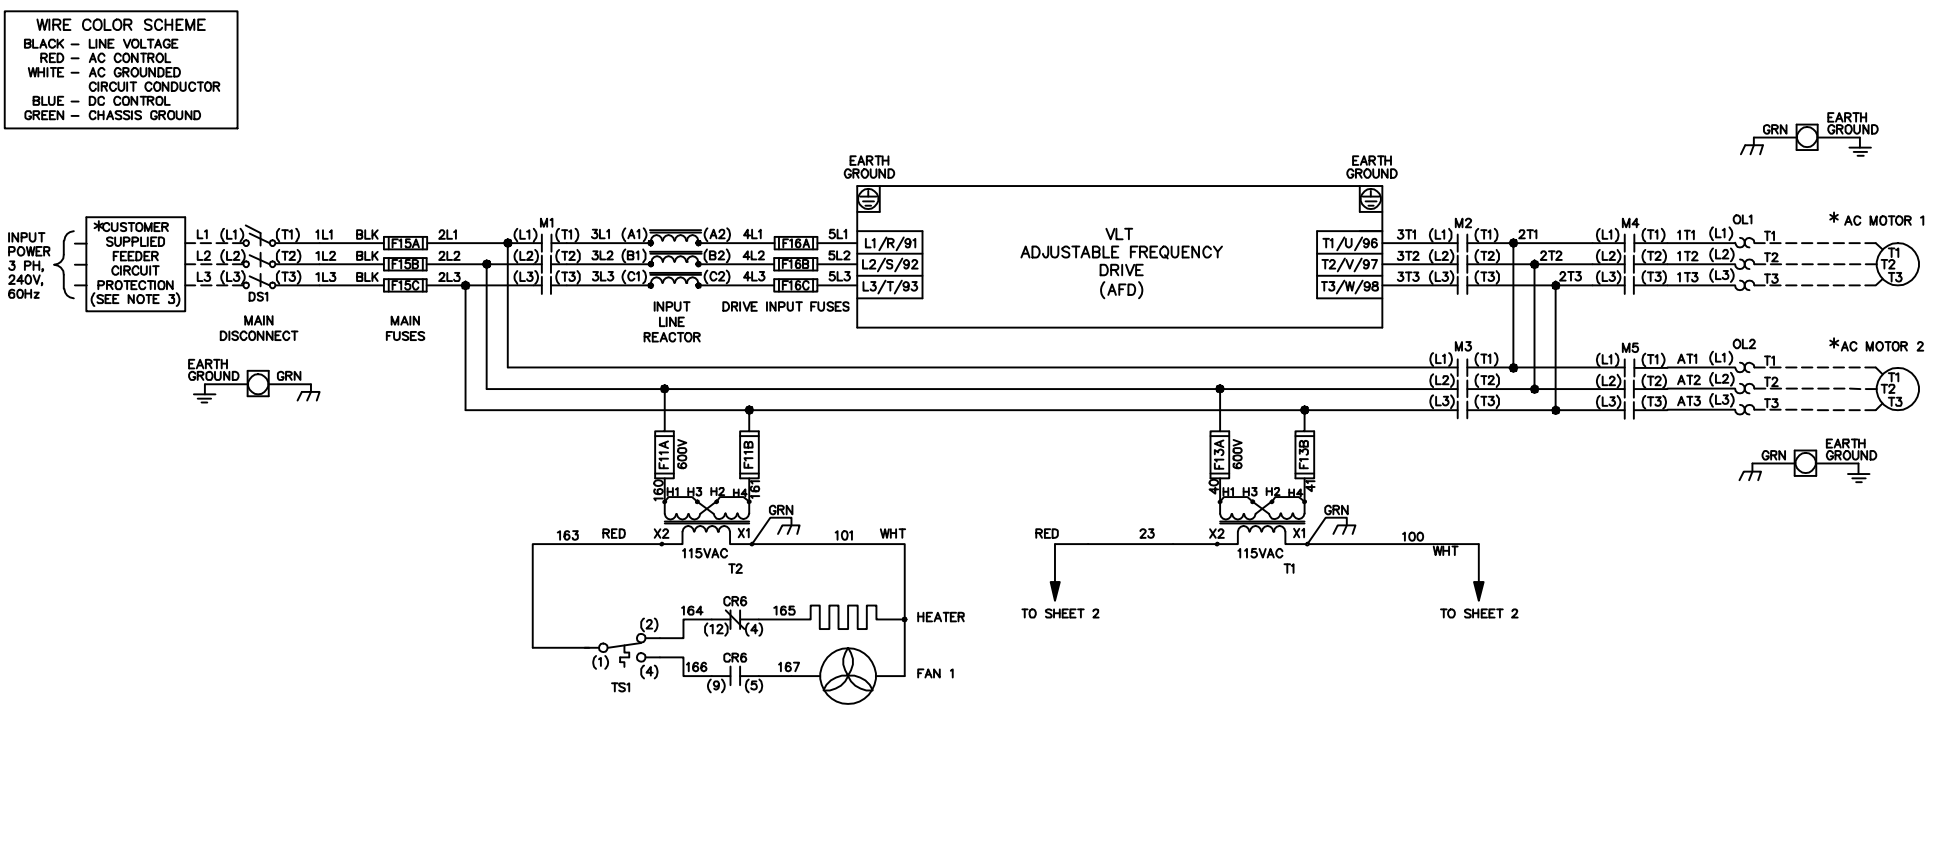 WIRE COLOR SCHEME
BLACK – LINE VOLTAGE
RED – AC CONTROL
WHITE – AC GROUNDED
CIRCUIT CONDUCTOR
BLUE – DC CONTROL
GREEN – CHASSIS GROUND
GRN
EARTH
GROUND
EARTH
GROUND
EARTH
GROUND
INPUT
POWER
3 PH,
240V,
60Hz
*CUSTOMER
SUPPLIED
FEEDER
CIRCUIT
PROTECTION
(SEE NOTE 3)
L1 (L1) (T1) 1L1 BLK F15A 2L1 (L1) M1 (T1) 3L1 (A1) (A2) 4L1 F16A 5L1 L1/R/91
L2 (L2) (T2) 1L2 BLK F15B 2L2 (L2) (T2) 3L2 (B1) (B2) 4L2 F16B 5L2 L2/S/92
L3 (L3) (T3) 1L3 BLK F15C 2L3 (L3) (T3) 3L3 (C1) (C2) 4L3 F16C 5L3 L3/T/93
DS1
MAIN
DISCONNECT
MAIN
FUSES
INPUT
LINE
REACTOR
DRIVE INPUT FUSES
VLT
ADJUSTABLE FREQUENCY
DRIVE
(AFD)
T1/U/96 3T1 (L1) M2 (T1) 2T1 (L1) M4 (T1) 1T1 (L1) OL1 T1
T2/V/97 3T2 (L2) (T2) 2T2 (L2) (T2) 1T2 (L2) T2
T3/W/98 3T3 (L3) (T3) 2T3 (L3) (T3) 1T3 (L3) T3
* AC MOTOR 1
T1
T2
T3
EARTH
GROUND
GRN
(L1) M3 (T1) (L1) M5 (T1) AT1 (L1) OL2 T1
(L2) (T2) (L2) (T2) AT2 (L2) T2
(L3) (T3) (L3) (T3) AT3 (L3) T3
*AC MOTOR 2
T1
T2
T3
GRN
EARTH
GROUND
F11A
600V
F11B
160
161
H1 H3 H2 H4
GRN
163 RED X2 X1 101 WHT
115VAC
T2
F13A
600V
F13B
40
41
H1 H3 H2 H4
GRN
RED 23 X2 X1 100
WHT
115VAC
T1
TO SHEET 2
TO SHEET 2
164 CR6 165
(12) (4)
HEATER
(2)
(1)
(4)
TS1
166 CR6 167
(9) (5)
FAN 1